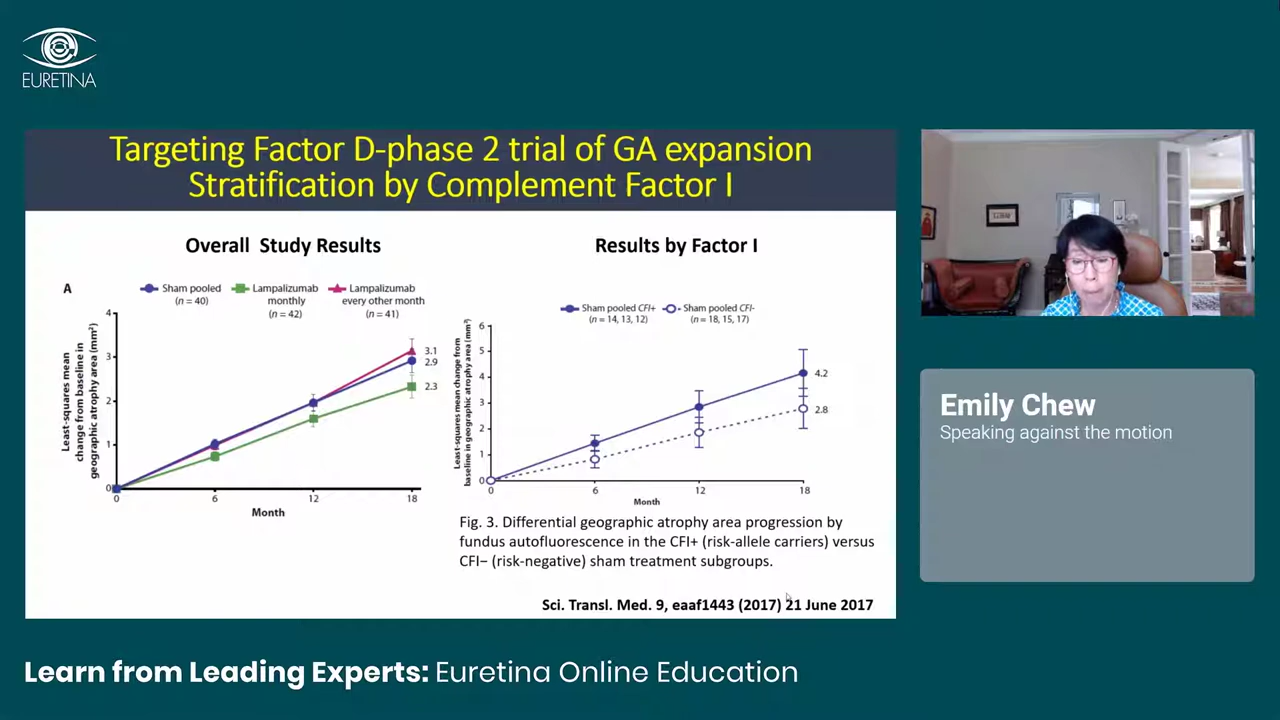 EURETINA
Targeting Factor D-phase 2 trial of GA expansion
Stratification by Complement Factor I
Overall Study Results
A
Sham pooled
(n = 40)
Lampalizumab
monthly
(n = 42)
Lampalizumab
every other month
(n = 41)
Least-squares mean
change from baseline in
geographic atrophy area (mm²)
4
3
2
1
0
3.1
2.9
2.3
0
6
12
18
Month
Results by Factor I
Sham pooled CFI+
(n = 14, 13, 12)
Sham pooled CFI-
(n = 18, 15, 17)
Least-squares mean change from
baseline in geographic atrophy area (mm²)
6
5
4
3
2
1
0
4.2
2.8
0
6
12
18
Month
Fig. 3. Differential geographic atrophy area progression by
fundus autofluorescence in the CFI+ (risk-allele carriers) versus
CFI− (risk-negative) sham treatment subgroups.
Sci. Transl. Med. 9, eaaf1443 (2017) 21 June 2017
Emily Chew
Speaking against the motion
Learn from Leading Experts: Euretina Online Education